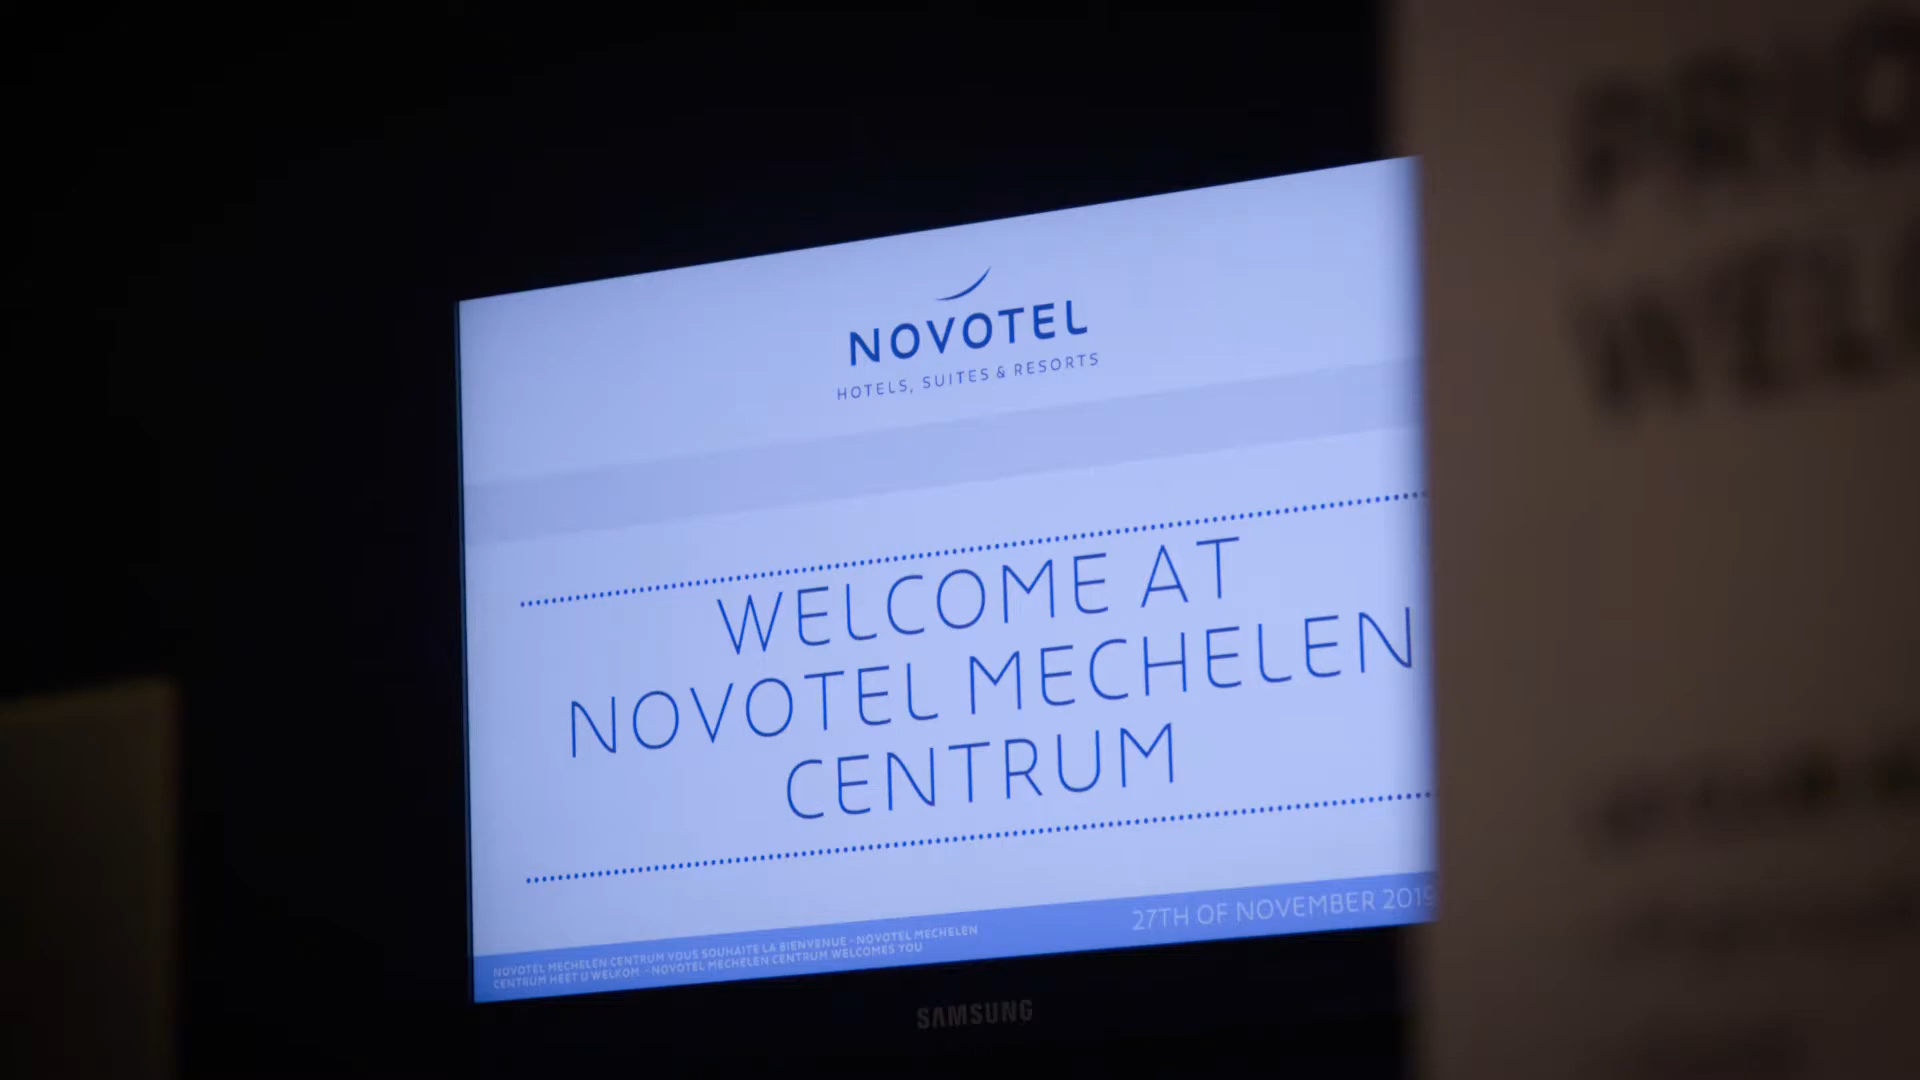 NOVOTEL
HOTELS, SUITES & RESORTS
WELCOME AT
NOVOTEL MECHELEN
CENTRUM
27TH OF NOVEMBER 2019
NOVOTEL MECHELEN CENTRUM VOUS SOUHAITE LA BIENVENUE - NOVOTEL MECHELEN
CENTRUM HEET U WELKOM - NOVOTEL MECHELEN CENTRUM WELCOMES YOU
SAMSUNG